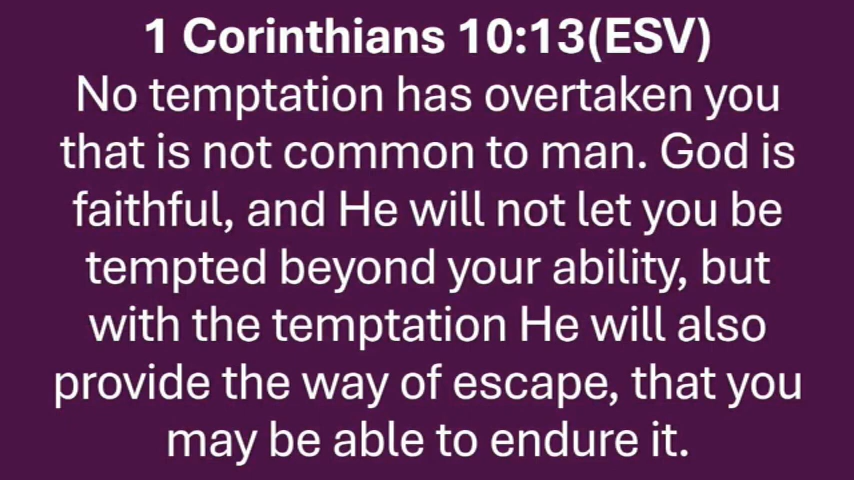 1 Corinthians 10:13(ESV)
No temptation has overtaken you
that is not common to man. God is
faithful, and He will not let you be
tempted beyond your ability, but
with the temptation He will also
provide the way of escape, that you
may be able to endure it.